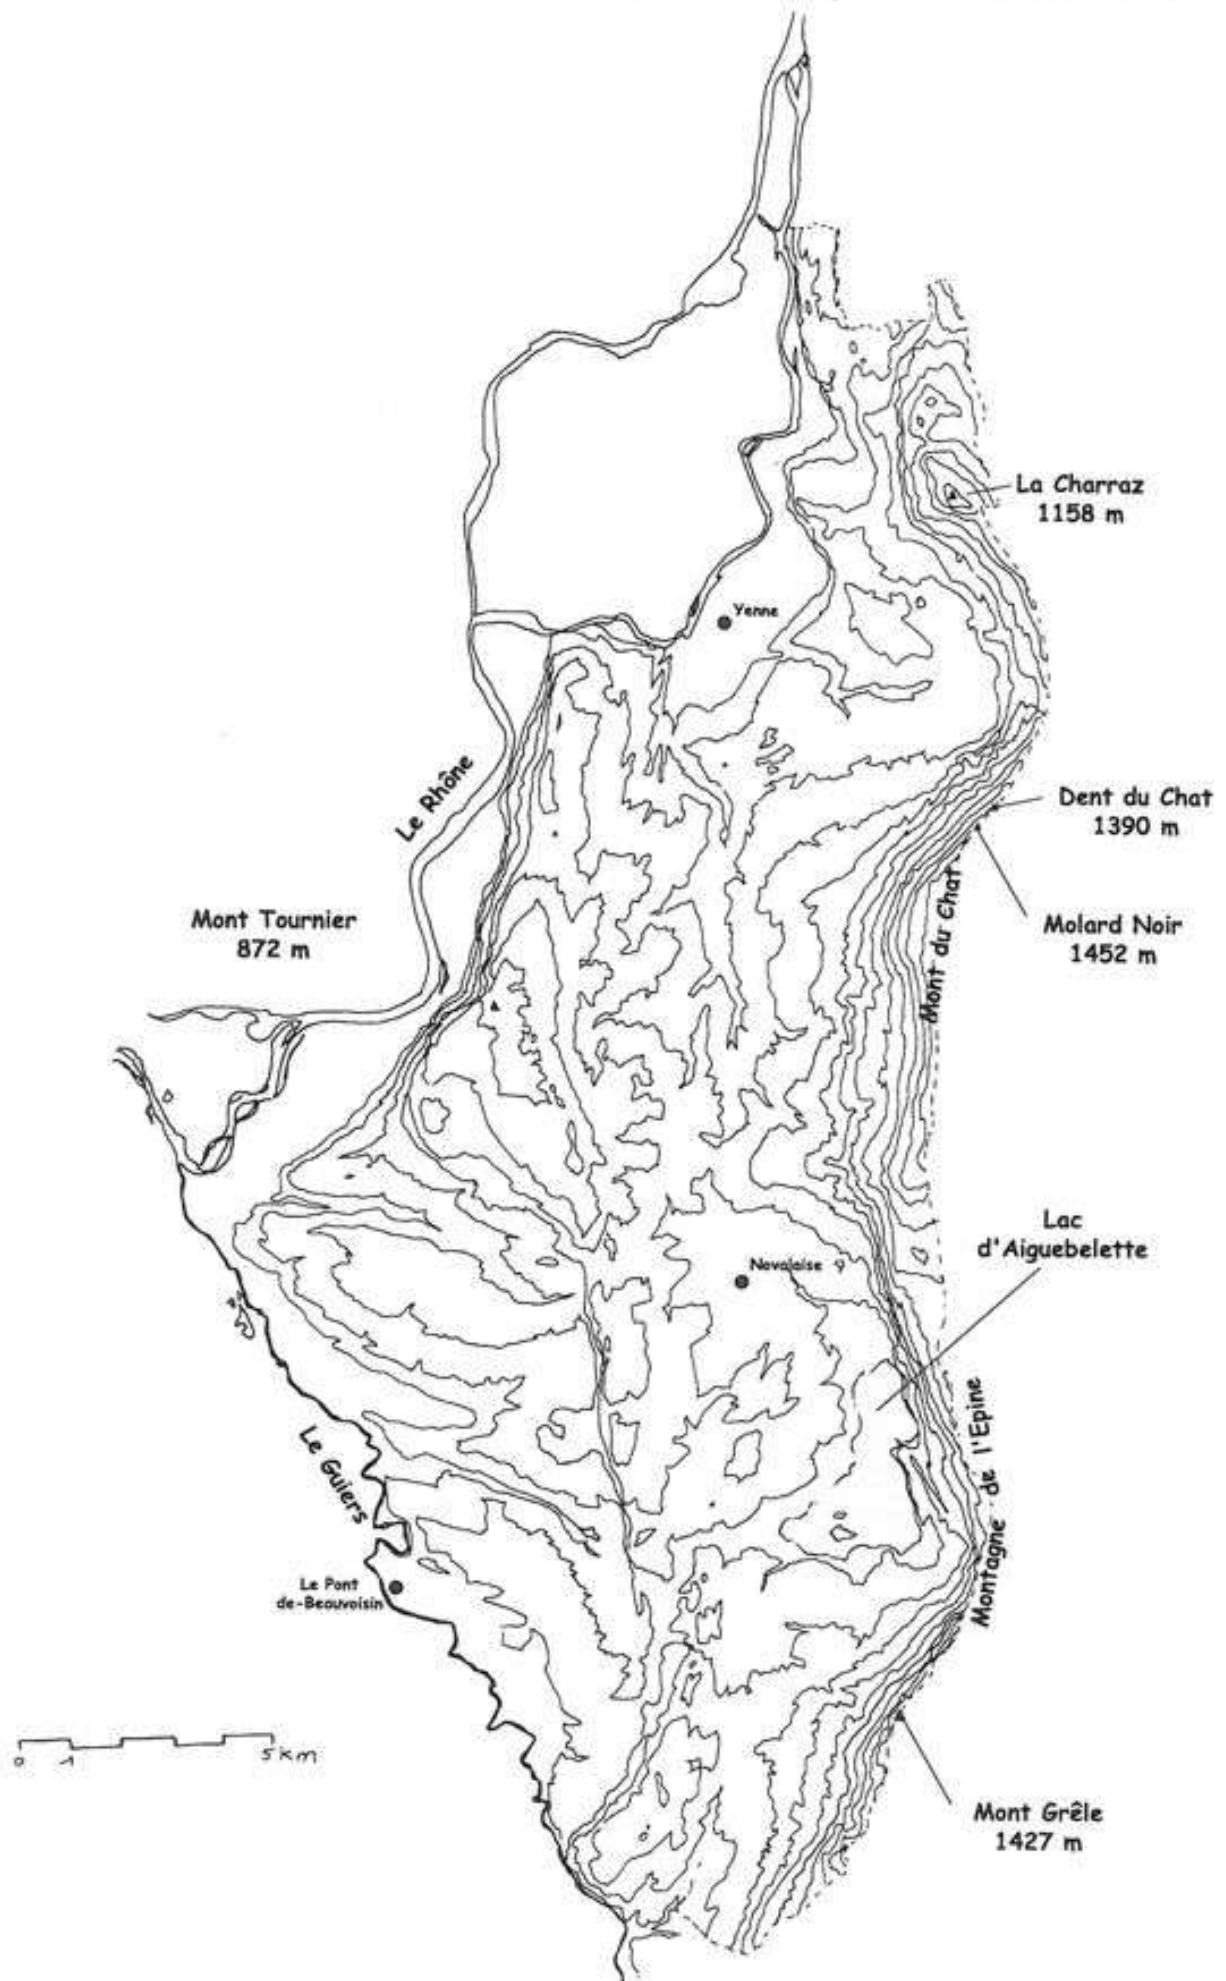 La Charraz
1158 m
Yenne
Le Rhône
Dent du Chat
1390 m
Mont Tournier
872 m
Molard Noir
1452 m
Mont du Chat
Lac
d'Aiguebelette
Novalaise
Le Guiers
Montagne de l'Epine
Le Pont
de-Beauvoisin
0 1 5 km
Mont Grêle
1427 m